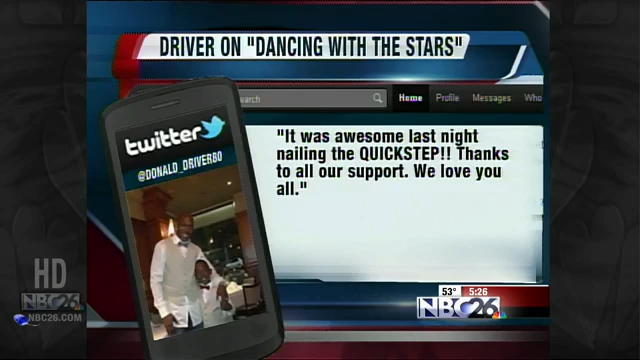 DRIVER ON "DANCING WITH THE STARS"
earch
Home Profile Messages Who
twitter
@DONALD_DRIVER80
"It was awesome last night
nailing the QUICKSTEP!! Thanks
to all our support. We love you
all."
HD
NBC26
NBC26.COM
53° 5:26
NBC26